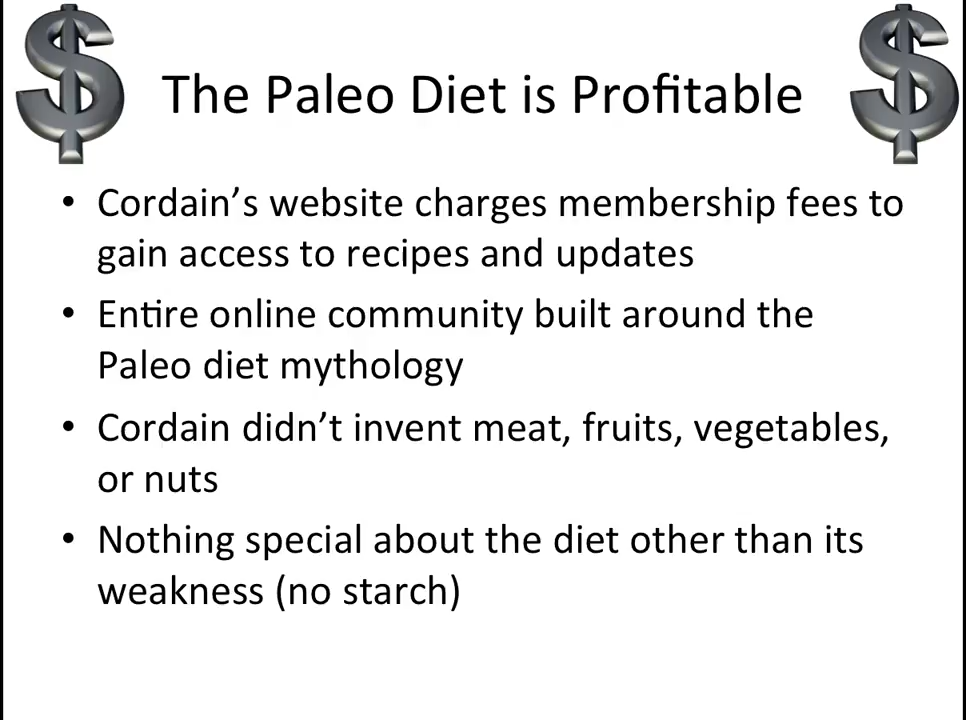 The Paleo Diet is Profitable
• Cordain’s website charges membership fees to
gain access to recipes and updates
• Entire online community built around the
Paleo diet mythology
• Cordain didn’t invent meat, fruits, vegetables,
or nuts
• Nothing special about the diet other than its
weakness (no starch)